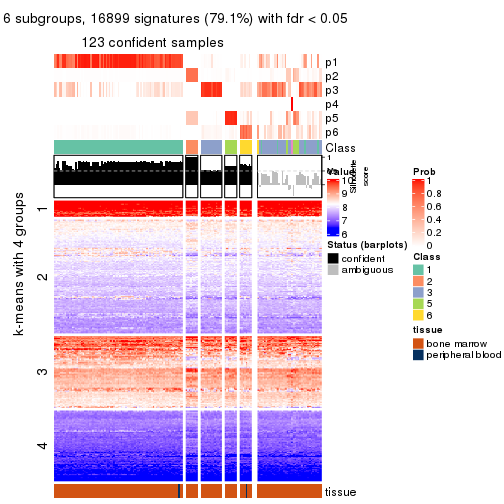 6 subgroups, 16899 signatures (79.1%) with fdr < 0.05
123 confident samples
p1
p2
p3
p4
p5
p6
Class
1
Silhouette
score
Value
10
9
8
7
6
Prob
1
0.8
0.6
0.4
0.2
0
Status (barplots)
confident
ambiguous
Class
1
2
3
5
6
tissue
bone marrow
peripheral blood
k-means with 4 groups
1
2
3
4
tissue